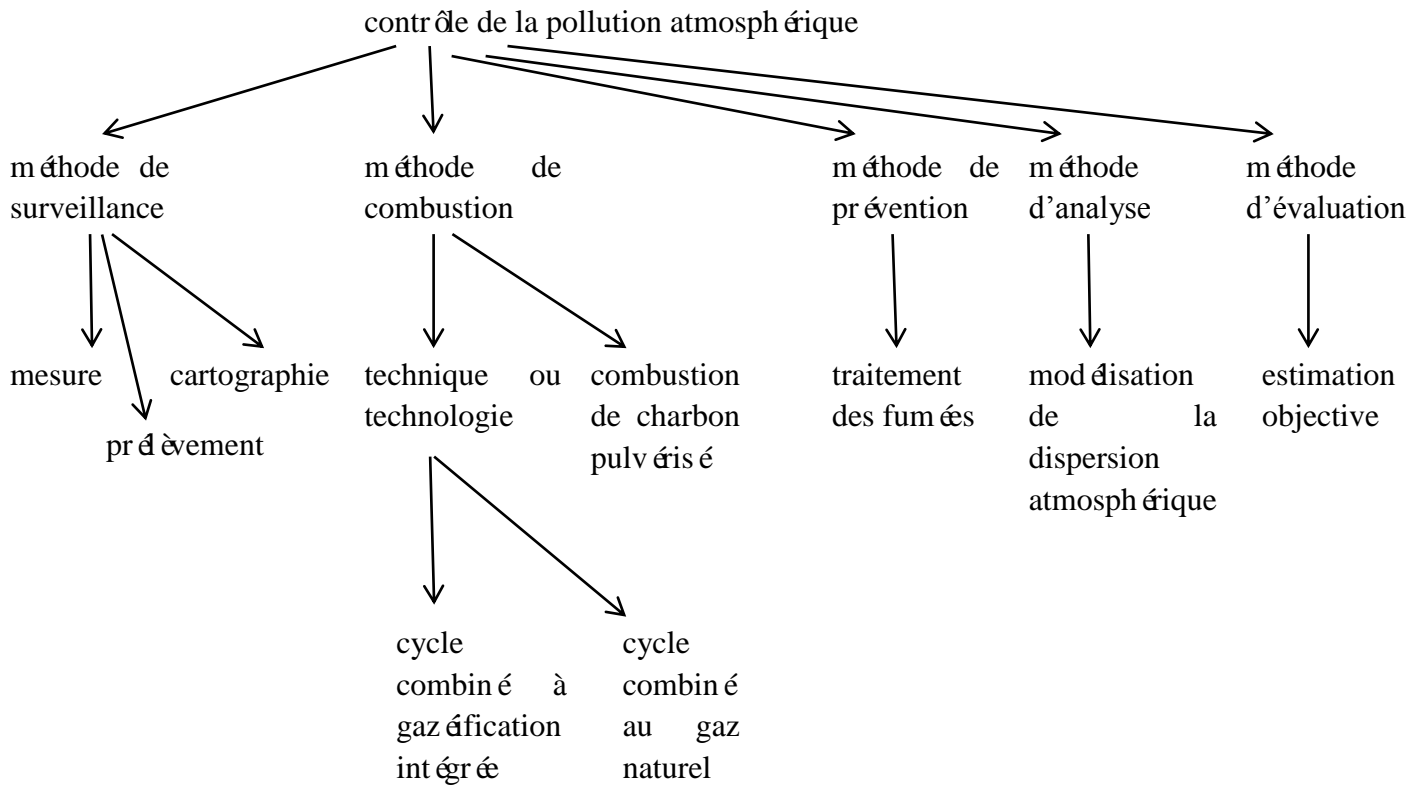 contrôle de la pollution atmosphérique
méthode de
surveillance
méthode de
combustion
méthode de
prévention
méthode
d'analyse
méthode
d'évaluation
mesure
prélèvement
cartographie
technique ou
technologie
combustion
de charbon
pulvérisé
traitement
des fumées
modélisation
de la
dispersion
atmosphérique
estimation
objective
cycle
combiné à
gazéification
intégrée
cycle
combiné
au gaz
naturel